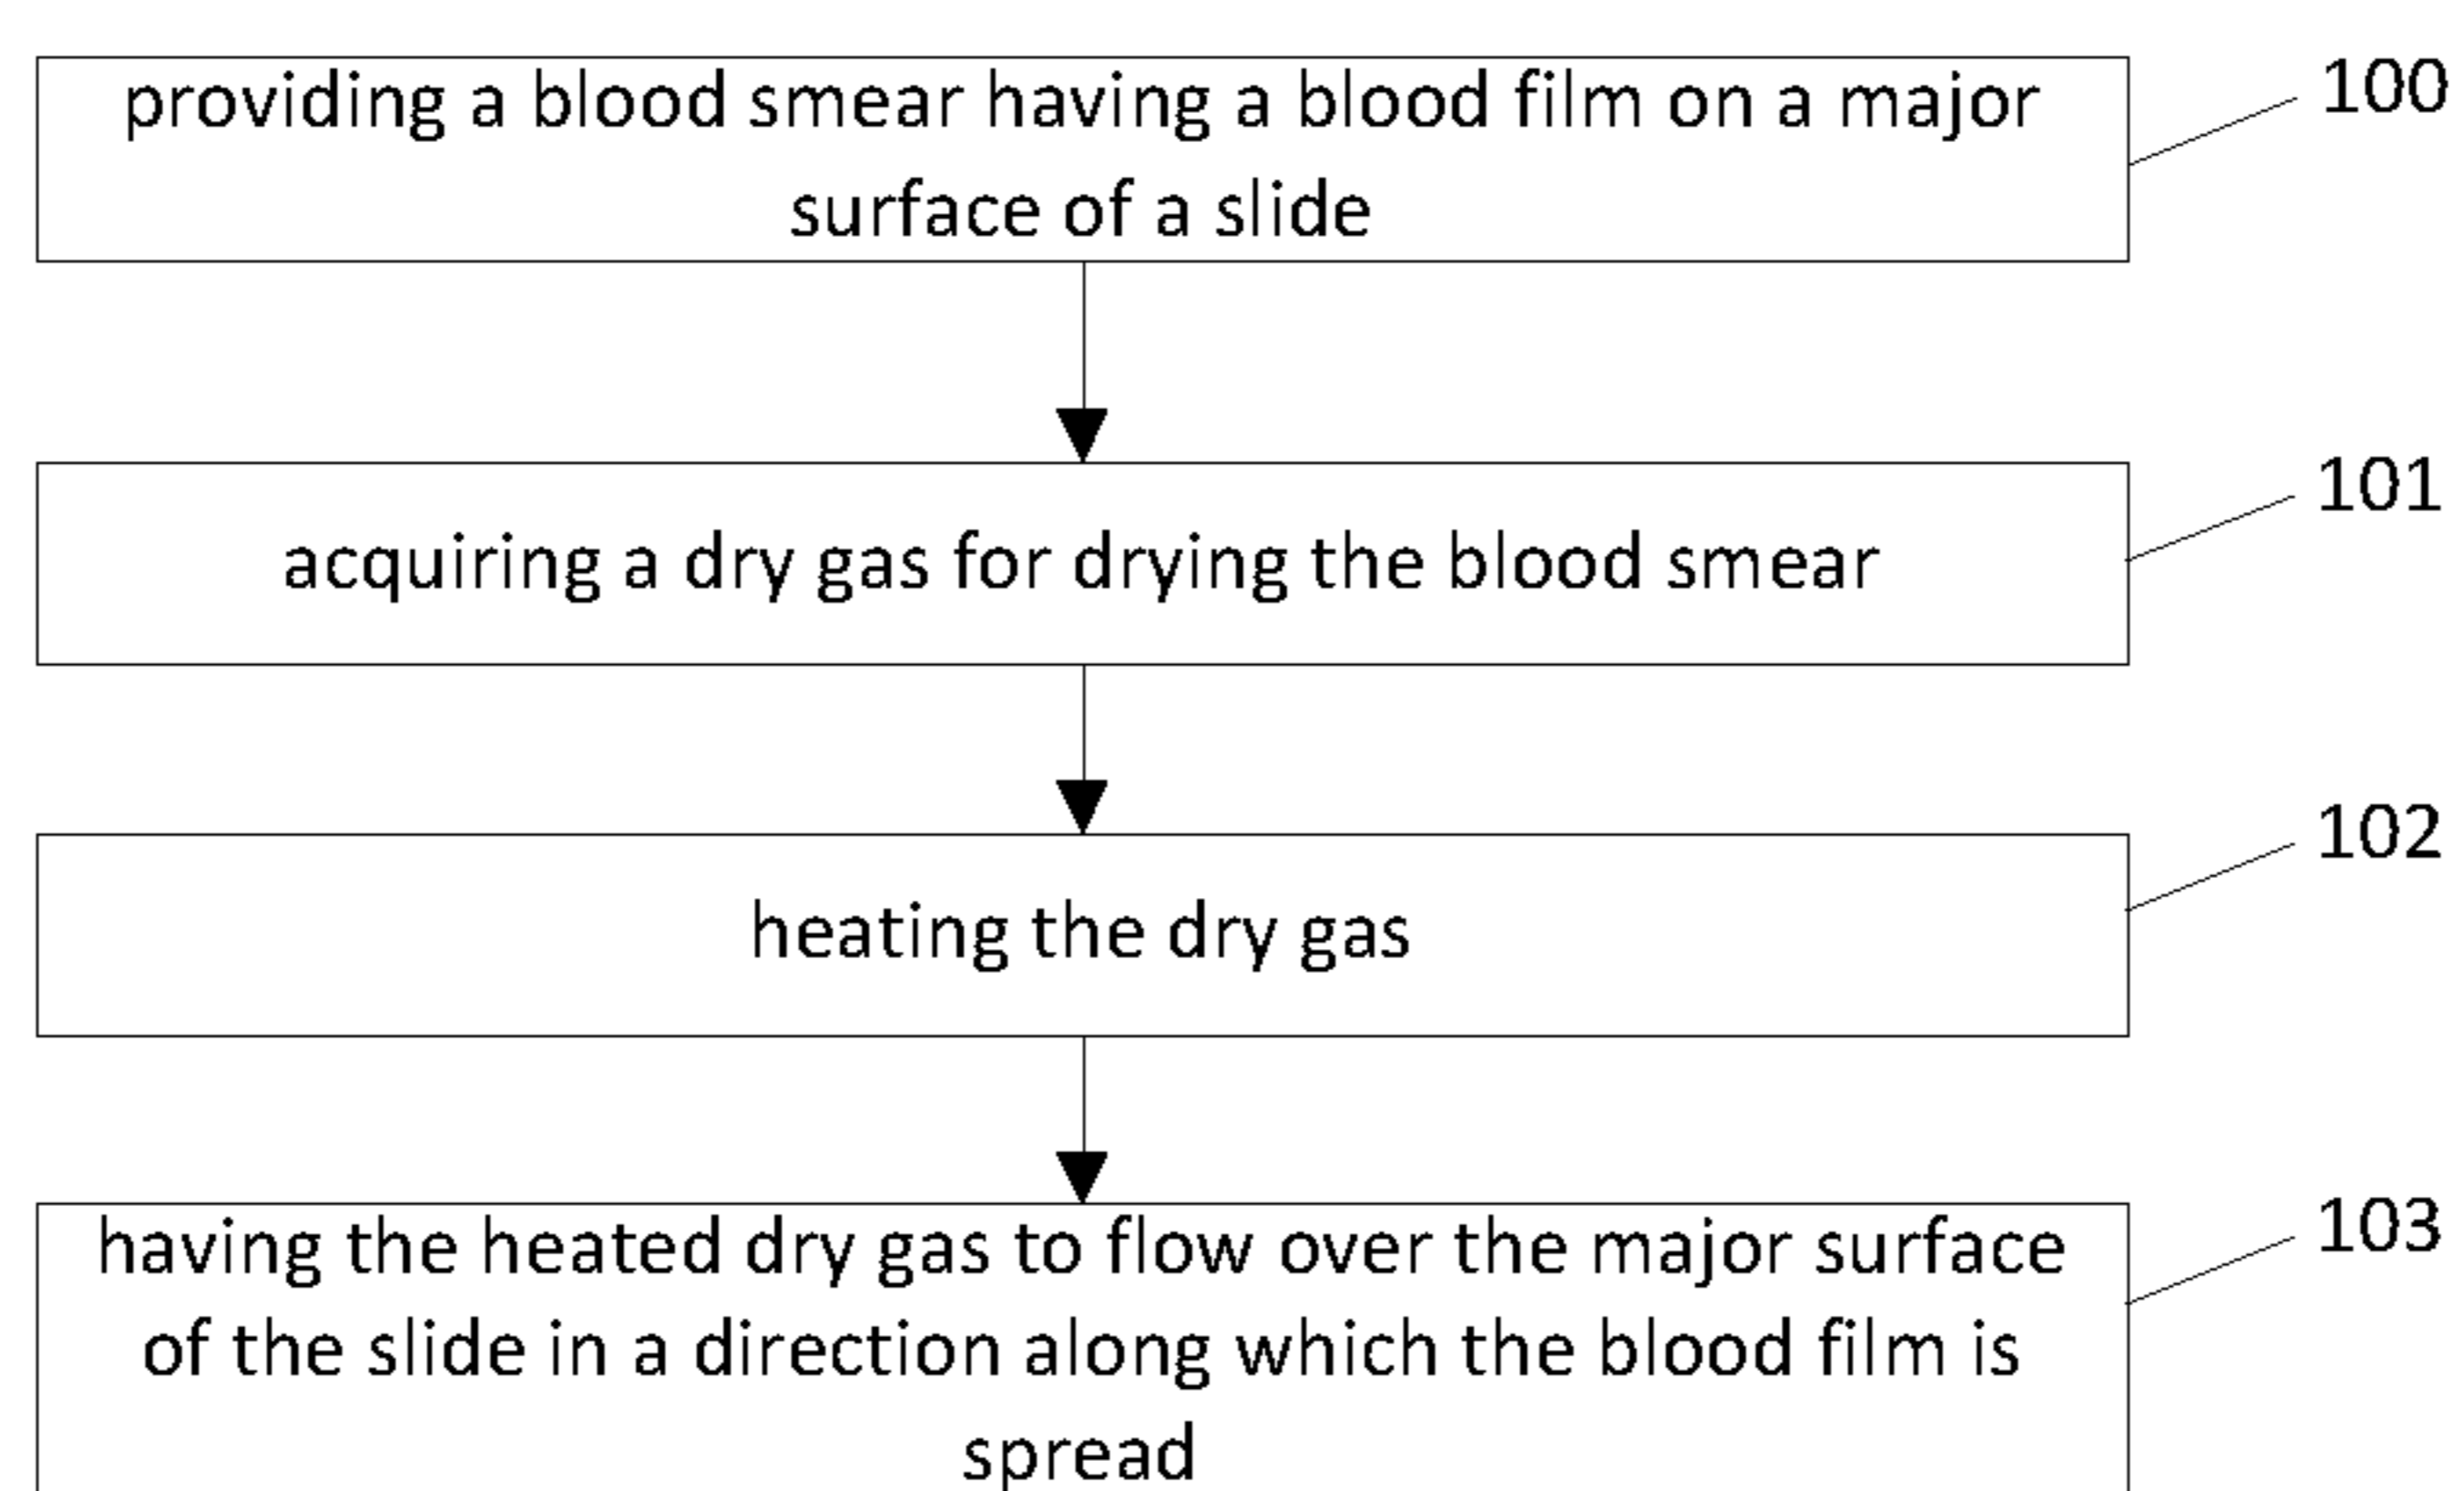 providing a blood smear having a blood film on a major
surface of a slide
100
acquiring a dry gas for drying the blood smear
101
heating the dry gas
102
having the heated dry gas to flow over the major surface
of the slide in a direction along which the blood film is
spread
103